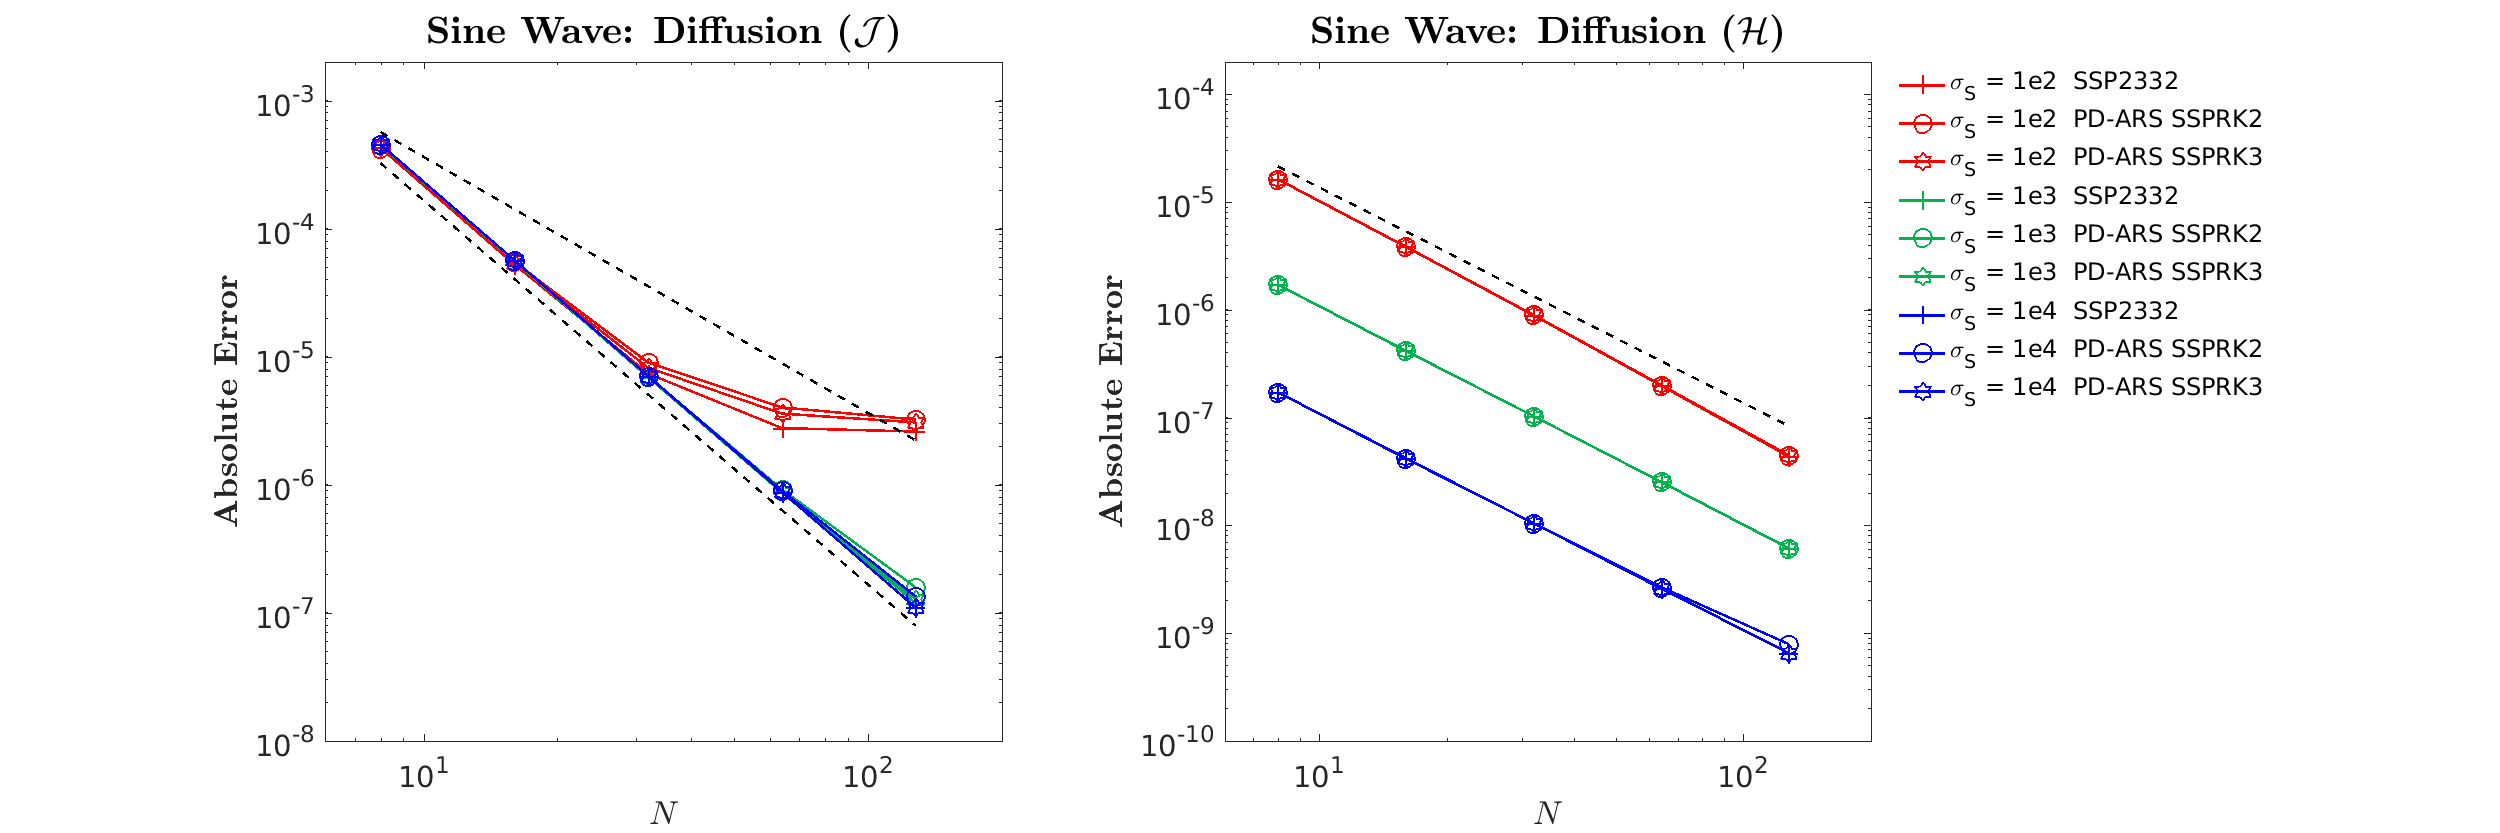 Sine Wave: Diffusion (𝒥)
10^-3
10^-4
10^-5
10^-6
10^-7
10^-8
Absolute Error
10^1
10^2
N
Sine Wave: Diffusion (ℋ)
10^-4
10^-5
10^-6
10^-7
10^-8
10^-9
10^-10
Absolute Error
10^1
10^2
N
σ_S = 1e2 SSP2332
σ_S = 1e2 PD-ARS SSPRK2
σ_S = 1e2 PD-ARS SSPRK3
σ_S = 1e3 SSP2332
σ_S = 1e3 PD-ARS SSPRK2
σ_S = 1e3 PD-ARS SSPRK3
σ_S = 1e4 SSP2332
σ_S = 1e4 PD-ARS SSPRK2
σ_S = 1e4 PD-ARS SSPRK3